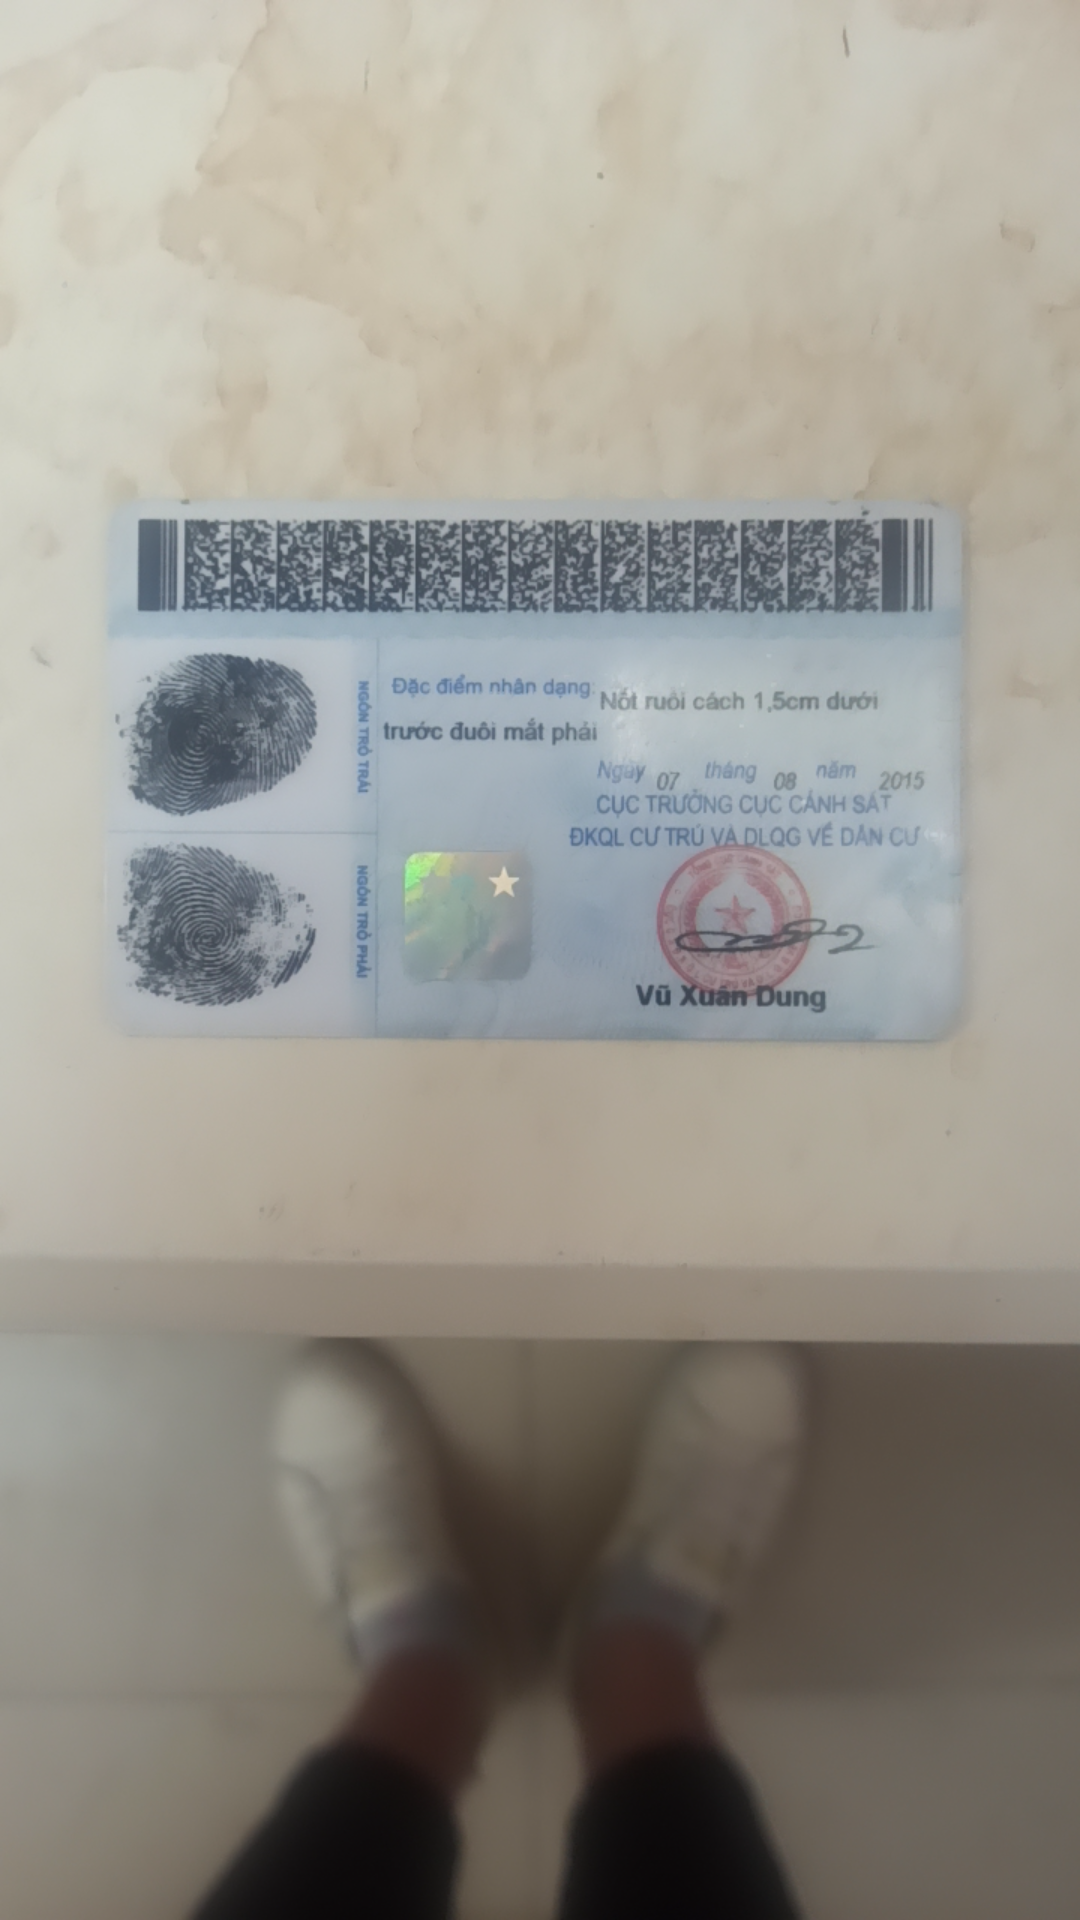 NGÓN TRỎ TRÁI
Đặc điểm nhân dạng: Nốt ruồi cách 1,5cm dưới
trước đuôi mắt phải
Ngày 07 tháng 08 năm 2015
CỤC TRƯỞNG CỤC CẢNH SÁT
ĐKQL CƯ TRÚ VÀ DLQG VỀ DÂN CƯ
NGÓN TRỎ PHẢI
Vũ Xuân Dung